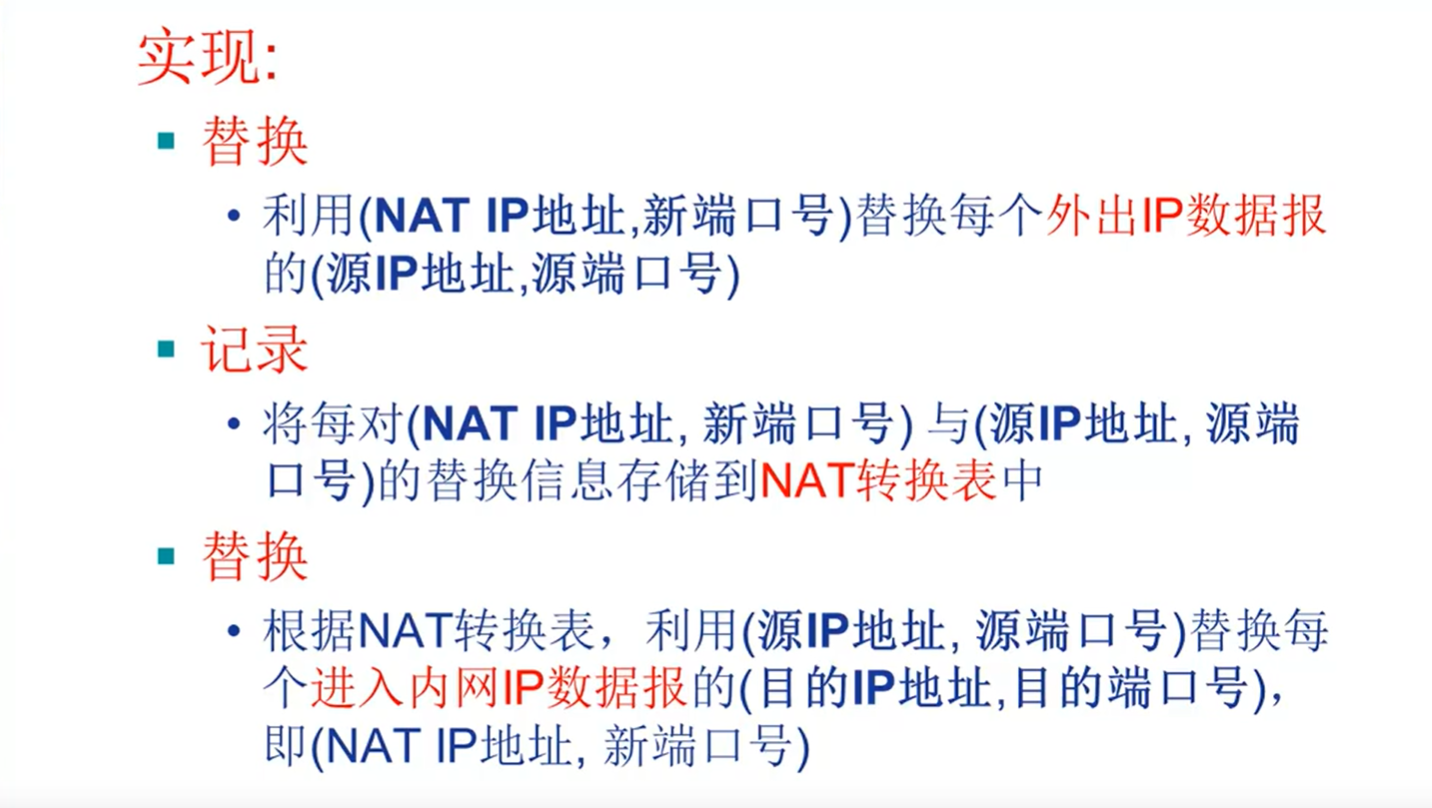 实现:
▪ 替换
• 利用(NAT IP地址,新端口号)替换每个外出IP数据报
的(源IP地址,源端口号)
▪ 记录
• 将每对(NAT IP地址, 新端口号) 与(源IP地址, 源端
口号)的替换信息存储到NAT转换表中
▪ 替换
• 根据NAT转换表，利用(源IP地址, 源端口号)替换每
个进入内网IP数据报的(目的IP地址,目的端口号)，
即(NAT IP地址, 新端口号)